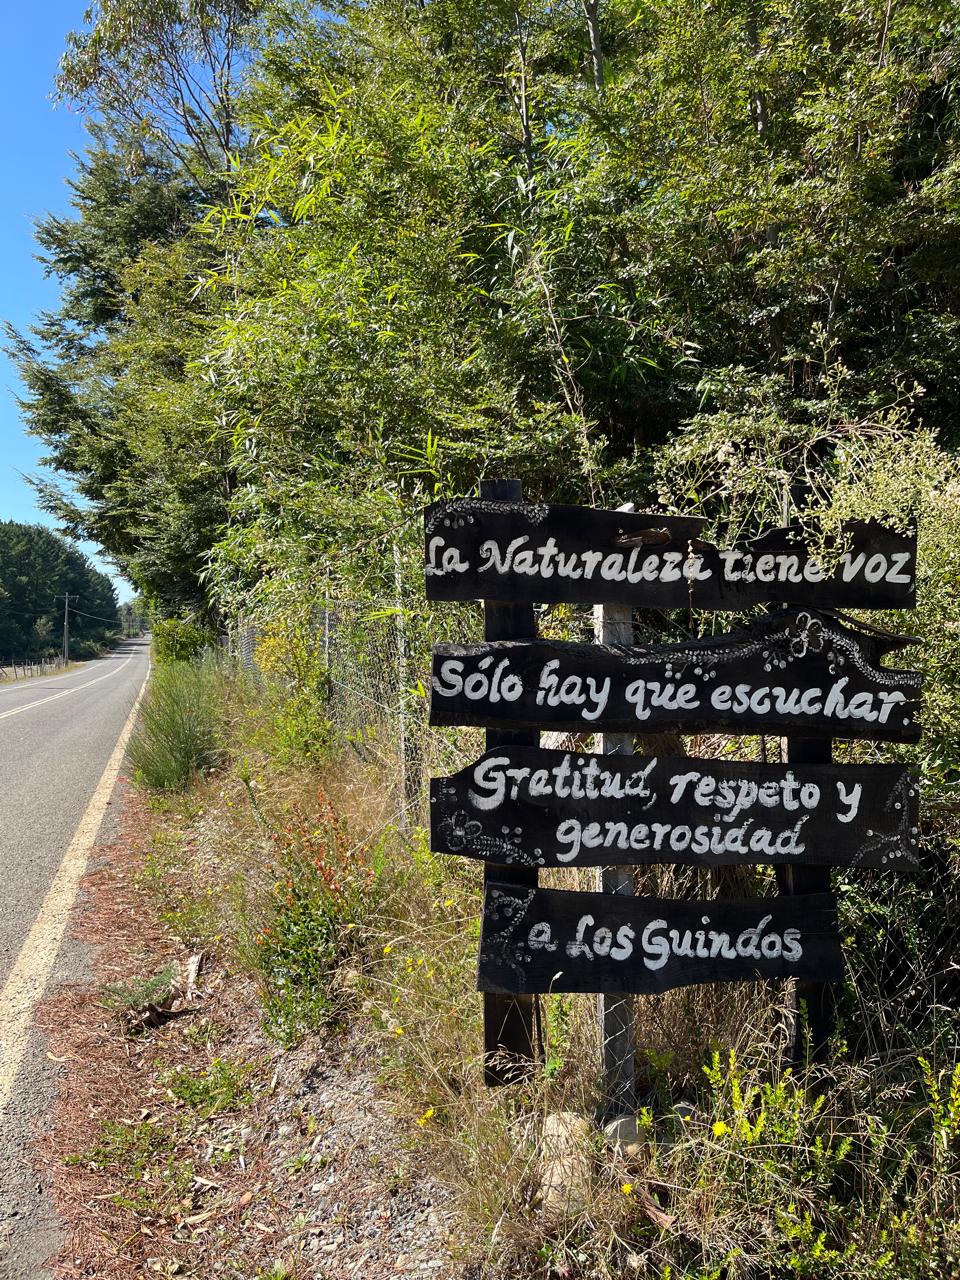 La Naturaleza tiene voz
Sólo hay que escuchar.
Gratitud, respeto y
generosidad
a Los Guindos